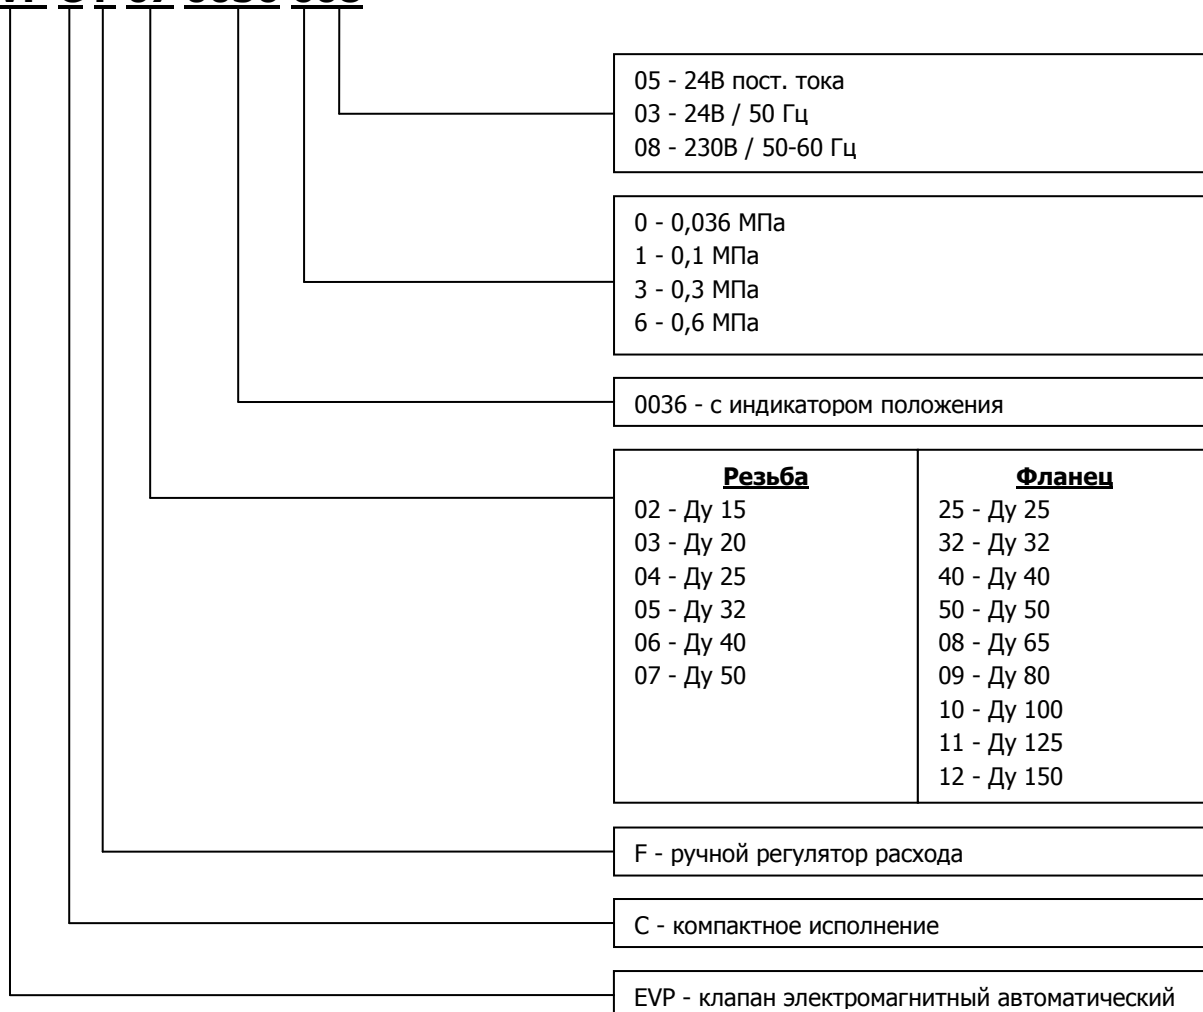 05 - 24В пост. тока
03 - 24В / 50 Гц
08 - 230В / 50-60 Гц
0 - 0,036 МПа
1 - 0,1 МПа
3 - 0,3 МПа
6 - 0,6 МПа
0036 - с индикатором положения
Резьба
02 - Ду 15
03 - Ду 20
04 - Ду 25
05 - Ду 32
06 - Ду 40
07 - Ду 50
Фланец
25 - Ду 25
32 - Ду 32
40 - Ду 40
50 - Ду 50
08 - Ду 65
09 - Ду 80
10 - Ду 100
11 - Ду 125
12 - Ду 150
F - ручной регулятор расхода
C - компактное исполнение
EVP - клапан электромагнитный автоматический